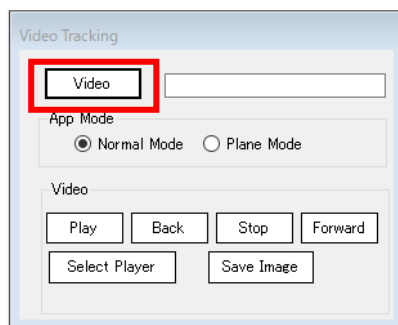 Video Tracking
Video
App Mode
Normal Mode Plane Mode
Video
Play Back Stop Forward
Select Player Save Image